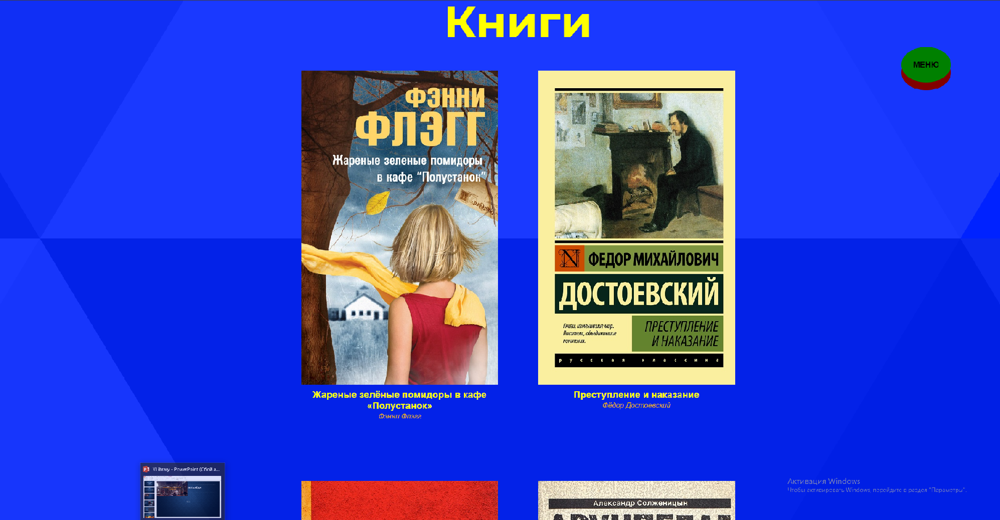 Книги
МЕНЮ
ФЭННИ
ФЛЭГГ
Жареные зеленые помидоры
в кафе “Полустанок”
ФЕДОР МИХАЙЛОВИЧ
ДОСТОЕВСКИЙ
Книги, изменившие мир.
Писатели, объединившие
поколения.
ПРЕСТУПЛЕНИЕ
И НАКАЗАНИЕ
русская классика
Жареные зелёные помидоры в кафе
«Полустанок»
Фэнни Флэгг
Преступление и наказание
Фёдор Достоевский
YLibrary - PowerPoint (Сбой а...
Активация Windows
Чтобы активировать Windows, перейдите в раздел "Параметры".
Александр Солженицын